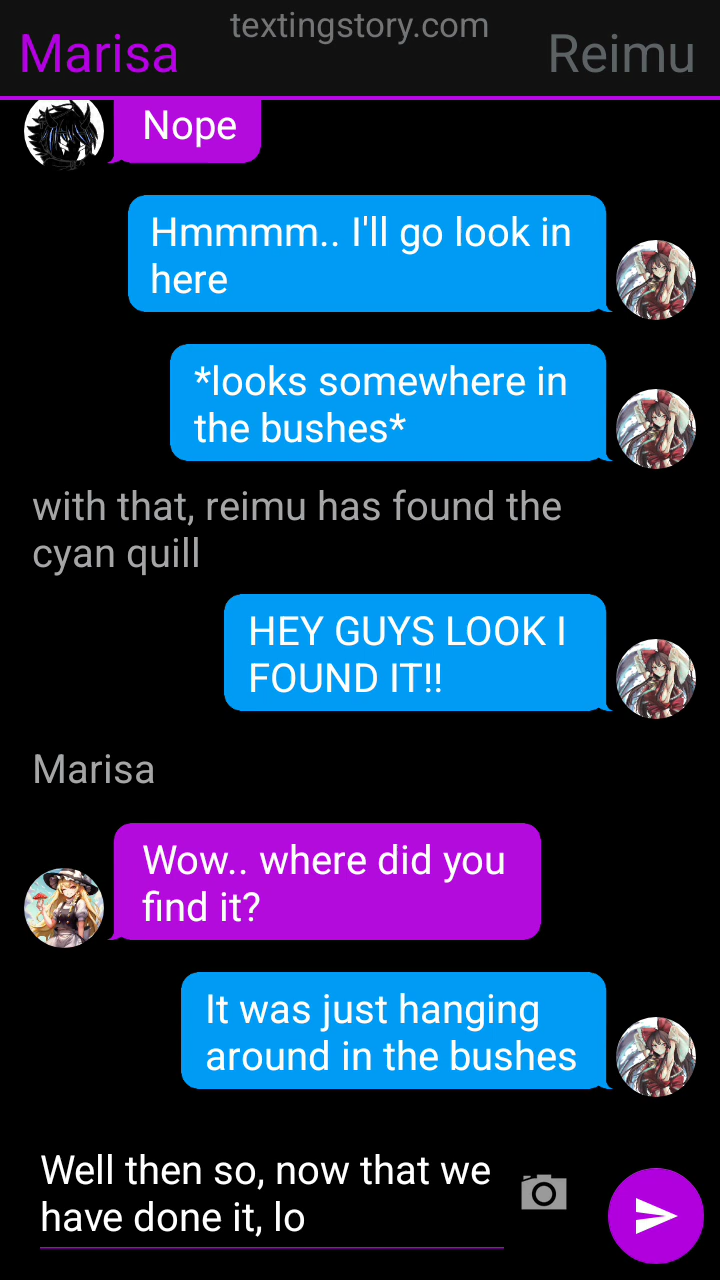 textingstory.com
Marisa
Reimu
Nope
Hmmmm.. I'll go look in
here
*looks somewhere in
the bushes*
with that, reimu has found the
cyan quill
HEY GUYS LOOK I
FOUND IT!!
Marisa
Wow.. where did you
find it?
It was just hanging
around in the bushes
Well then so, now that we
have done it, lo